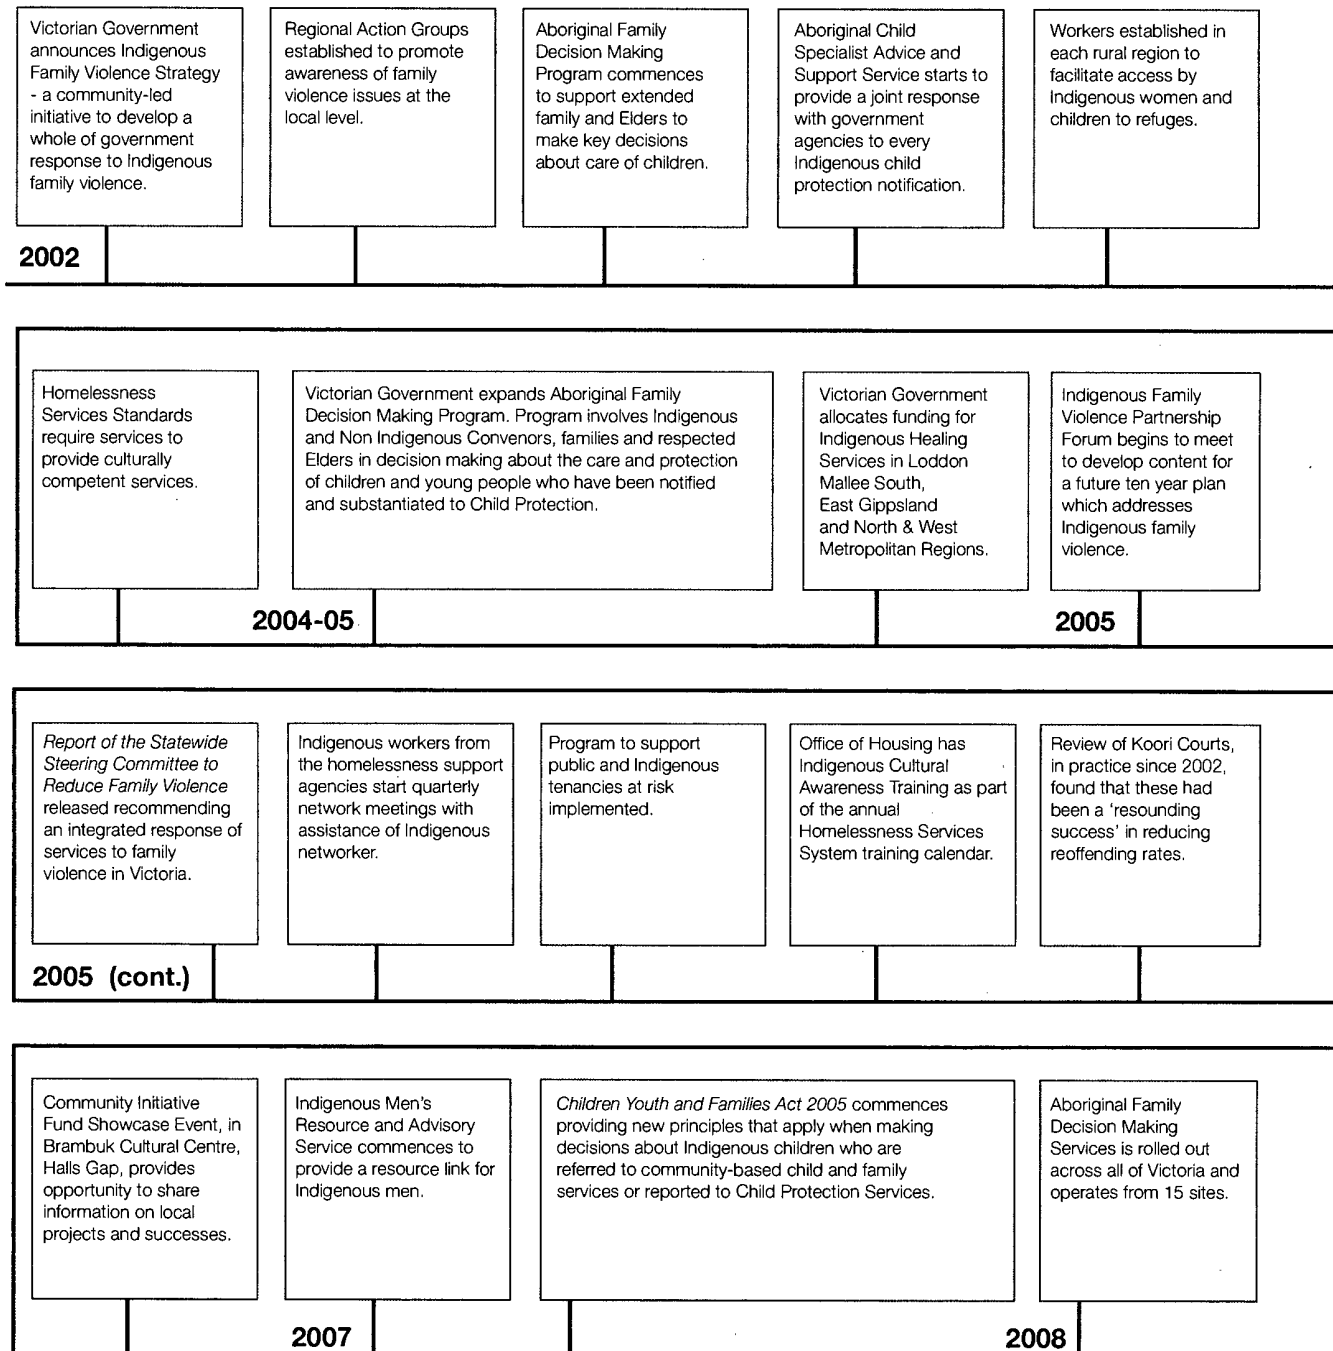 Victorian Government
announces Indigenous
Family Violence Strategy
- a community-led
initiative to develop a
whole of government
response to Indigenous
family violence.
Regional Action Groups
established to promote
awareness of family
violence issues at the
local level.
Aboriginal Family
Decision Making
Program commences
to support extended
family and Elders to
make key decisions
about care of children.
Aboriginal Child
Specialist Advice and
Support Service starts to
provide a joint response
with government
agencies to every
Indigenous child
protection notification.
Workers established in
each rural region to
facilitate access by
Indigenous women and
children to refuges.
2002
Homelessness
Services Standards
require services to
provide culturally
competent services.
Victorian Government expands Aboriginal Family
Decision Making Program. Program involves Indigenous
and Non Indigenous Convenors, families and respected
Elders in decision making about the care and protection
of children and young people who have been notified
and substantiated to Child Protection.
Victorian Government
allocates funding for
Indigenous Healing
Services in Loddon
Mallee South,
East Gippsland
and North & West
Metropolitan Regions.
Indigenous Family
Violence Partnership
Forum begins to meet
to develop content for
a future ten year plan
which addresses
Indigenous family
violence.
2004-05
2005
Report of the Statewide
Steering Committee to
Reduce Family Violence
released recommending
an integrated response of
services to family
violence in Victoria.
Indigenous workers from
the homelessness support
agencies start quarterly
network meetings with
assistance of Indigenous
networker.
Program to support
public and Indigenous
tenancies at risk
implemented.
Office of Housing has
Indigenous Cultural
Awareness Training as part
of the annual
Homelessness Services
System training calendar.
Review of Koori Courts,
in practice since 2002,
found that these had
been a 'resounding
success' in reducing
reoffending rates.
2005 (cont.)
Community Initiative
Fund Showcase Event, in
Brambuk Cultural Centre,
Halls Gap, provides
opportunity to share
information on local
projects and successes.
Indigenous Men's
Resource and Advisory
Service commences to
provide a resource link for
Indigenous men.
Children Youth and Families Act 2005 commences
providing new principles that apply when making
decisions about Indigenous children who are
referred to community-based child and family
services or reported to Child Protection Services.
Aboriginal Family
Decision Making
Services is rolled out
across all of Victoria and
operates from 15 sites.
2007
2008